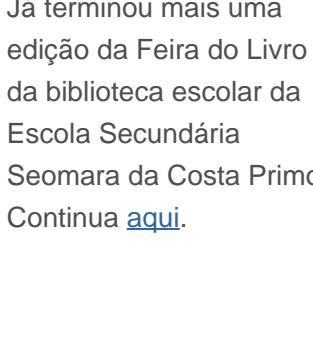 Já terminou mais uma
edição da Feira do Livro
da biblioteca escolar da
Escola Secundária
Seomara da Costa Primo
Continua aqui.